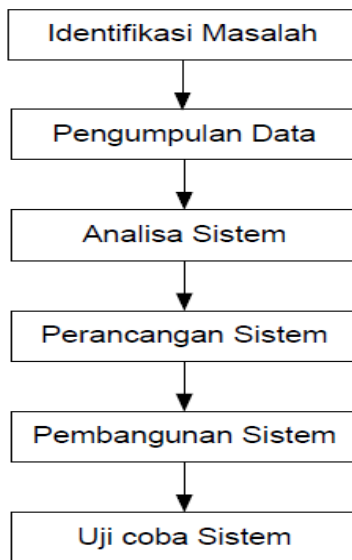 Identifikasi Masalah
Pengumpulan Data
Analisa Sistem
Perancangan Sistem
Pembangunan Sistem
Uji coba Sistem